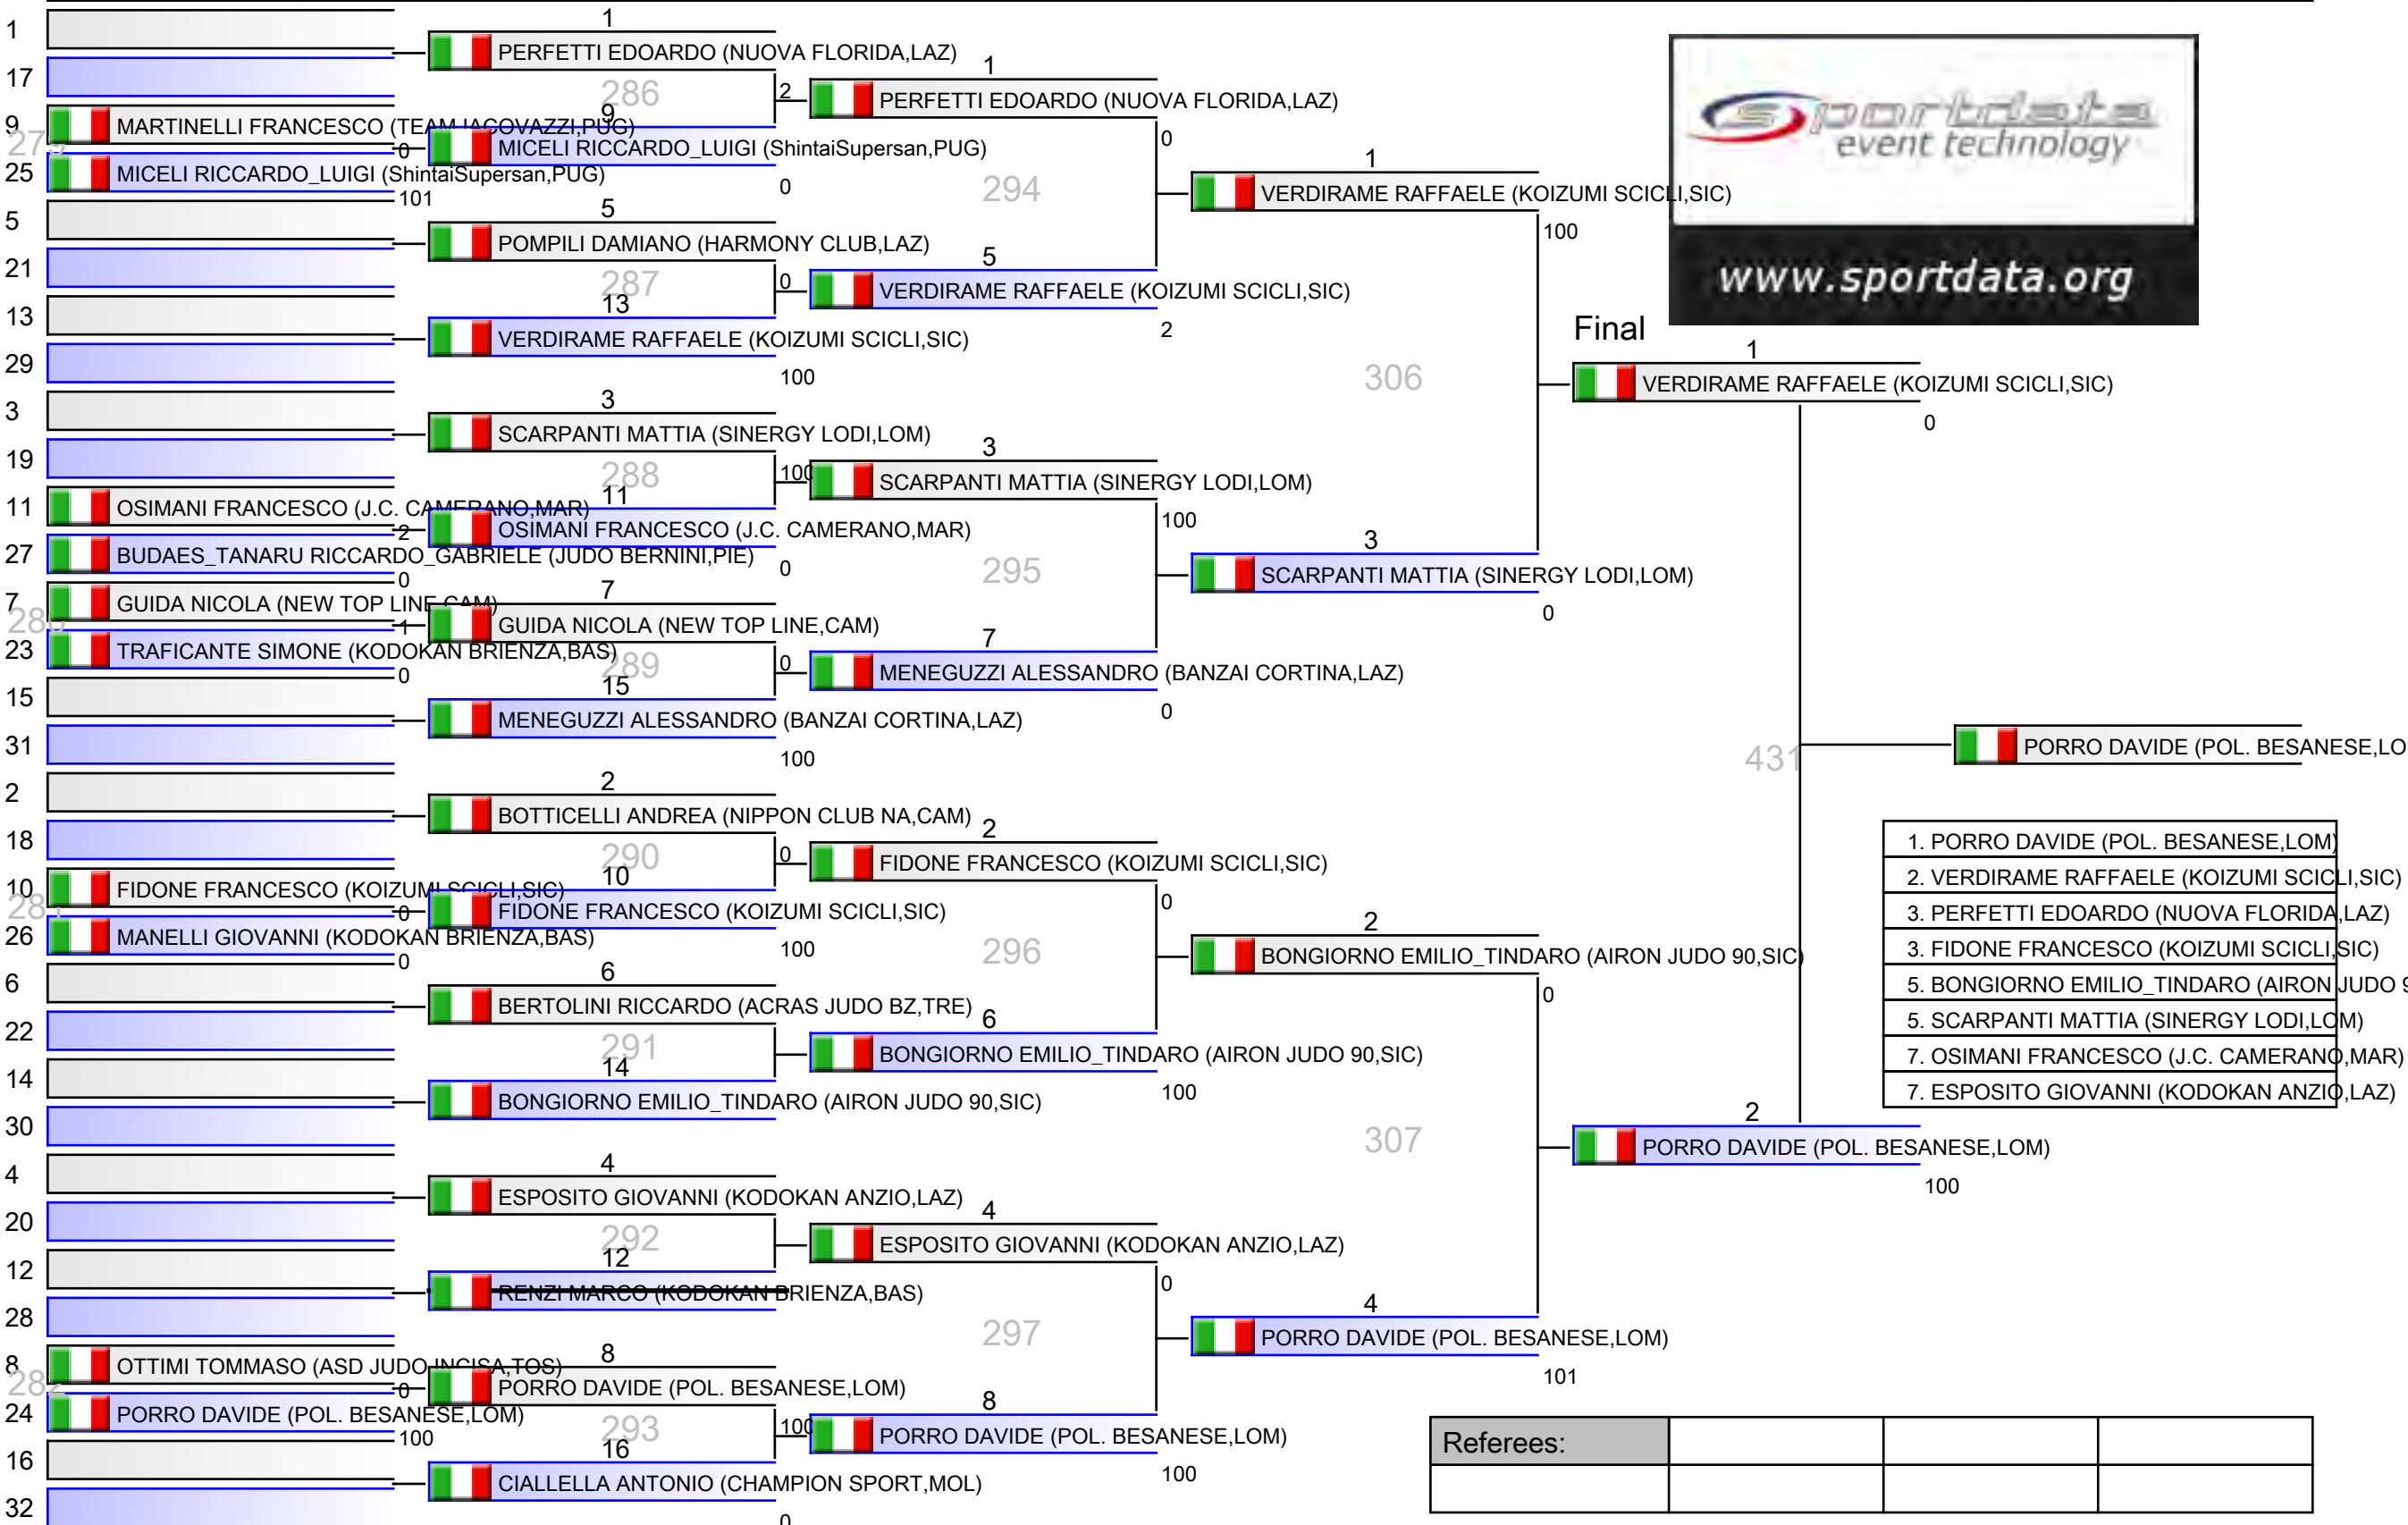 1
17
9
MARTINELLI FRANCESCO (TEAM IACOVAZZI,PUG)
0
25
MICELI RICCARDO_LUIGI (ShintaiSupersan,PUG)
101
5
21
13
29
3
19
11
OSIMANI FRANCESCO (J.C. CAMERANO,MAR)
2
27
BUDAES_TANARU RICCARDO_GABRIELE (JUDO BERNINI,PIE)
0
7
GUIDA NICOLA (NEW TOP LINE,CAM)
1
23
TRAFICANTE SIMONE (KODOKAN BRIENZA,BAS)
0
15
31
2
18
10
FIDONE FRANCESCO (KOIZUMI SCICLI,SIC)
0
26
MANELLI GIOVANNI (KODOKAN BRIENZA,BAS)
0
6
22
14
30
4
20
12
28
8
OTTIMI TOMMASO (ASD JUDO INCISA,TOS)
0
24
PORRO DAVIDE (POL. BESANESE,LOM)
100
16
32
1
PERFETTI EDOARDO (NUOVA FLORIDA,LAZ)
2
286
9
MICELI RICCARDO_LUIGI (ShintaiSupersan,PUG)
0
5
POMPILI DAMIANO (HARMONY CLUB,LAZ)
0
287
13
VERDIRAME RAFFAELE (KOIZUMI SCICLI,SIC)
100
3
SCARPANTI MATTIA (SINERGY LODI,LOM)
100
288
11
OSIMANI FRANCESCO (J.C. CAMERANO,MAR)
0
7
GUIDA NICOLA (NEW TOP LINE,CAM)
0
289
15
MENEGUZZI ALESSANDRO (BANZAI CORTINA,LAZ)
100
2
BOTTICELLI ANDREA (NIPPON CLUB NA,CAM)
0
290
10
FIDONE FRANCESCO (KOIZUMI SCICLI,SIC)
100
6
BERTOLINI RICCARDO (ACRAS JUDO BZ,TRE)
291
14
BONGIORNO EMILIO_TINDARO (AIRON JUDO 90,SIC)
4
ESPOSITO GIOVANNI (KODOKAN ANZIO,LAZ)
292
12
RENZI MARCO (KODOKAN BRIENZA,BAS)
8
PORRO DAVIDE (POL. BESANESE,LOM)
100
293
16
CIALLELLA ANTONIO (CHAMPION SPORT,MOL)
0
1
PERFETTI EDOARDO (NUOVA FLORIDA,LAZ)
0
294
5
VERDIRAME RAFFAELE (KOIZUMI SCICLI,SIC)
2
3
SCARPANTI MATTIA (SINERGY LODI,LOM)
100
295
7
MENEGUZZI ALESSANDRO (BANZAI CORTINA,LAZ)
0
2
FIDONE FRANCESCO (KOIZUMI SCICLI,SIC)
0
296
6
BONGIORNO EMILIO_TINDARO (AIRON JUDO 90,SIC)
100
4
ESPOSITO GIOVANNI (KODOKAN ANZIO,LAZ)
0
297
8
PORRO DAVIDE (POL. BESANESE,LOM)
100
1
VERDIRAME RAFFAELE (KOIZUMI SCICLI,SIC)
100
306
3
SCARPANTI MATTIA (SINERGY LODI,LOM)
0
2
BONGIORNO EMILIO_TINDARO (AIRON JUDO 90,SIC)
0
307
4
PORRO DAVIDE (POL. BESANESE,LOM)
101
sportdata
event technology
www.sportdata.org
Final
1
VERDIRAME RAFFAELE (KOIZUMI SCICLI,SIC)
0
431
2
PORRO DAVIDE (POL. BESANESE,LOM)
100
PORRO DAVIDE (POL. BESANESE,LO
1. PORRO DAVIDE (POL. BESANESE,LOM)
2. VERDIRAME RAFFAELE (KOIZUMI SCICLI,SIC)
3. PERFETTI EDOARDO (NUOVA FLORIDA,LAZ)
3. FIDONE FRANCESCO (KOIZUMI SCICLI,SIC)
5. BONGIORNO EMILIO_TINDARO (AIRON JUDO 9
5. SCARPANTI MATTIA (SINERGY LODI,LOM)
7. OSIMANI FRANCESCO (J.C. CAMERANO,MAR)
7. ESPOSITO GIOVANNI (KODOKAN ANZIO,LAZ)
Referees: